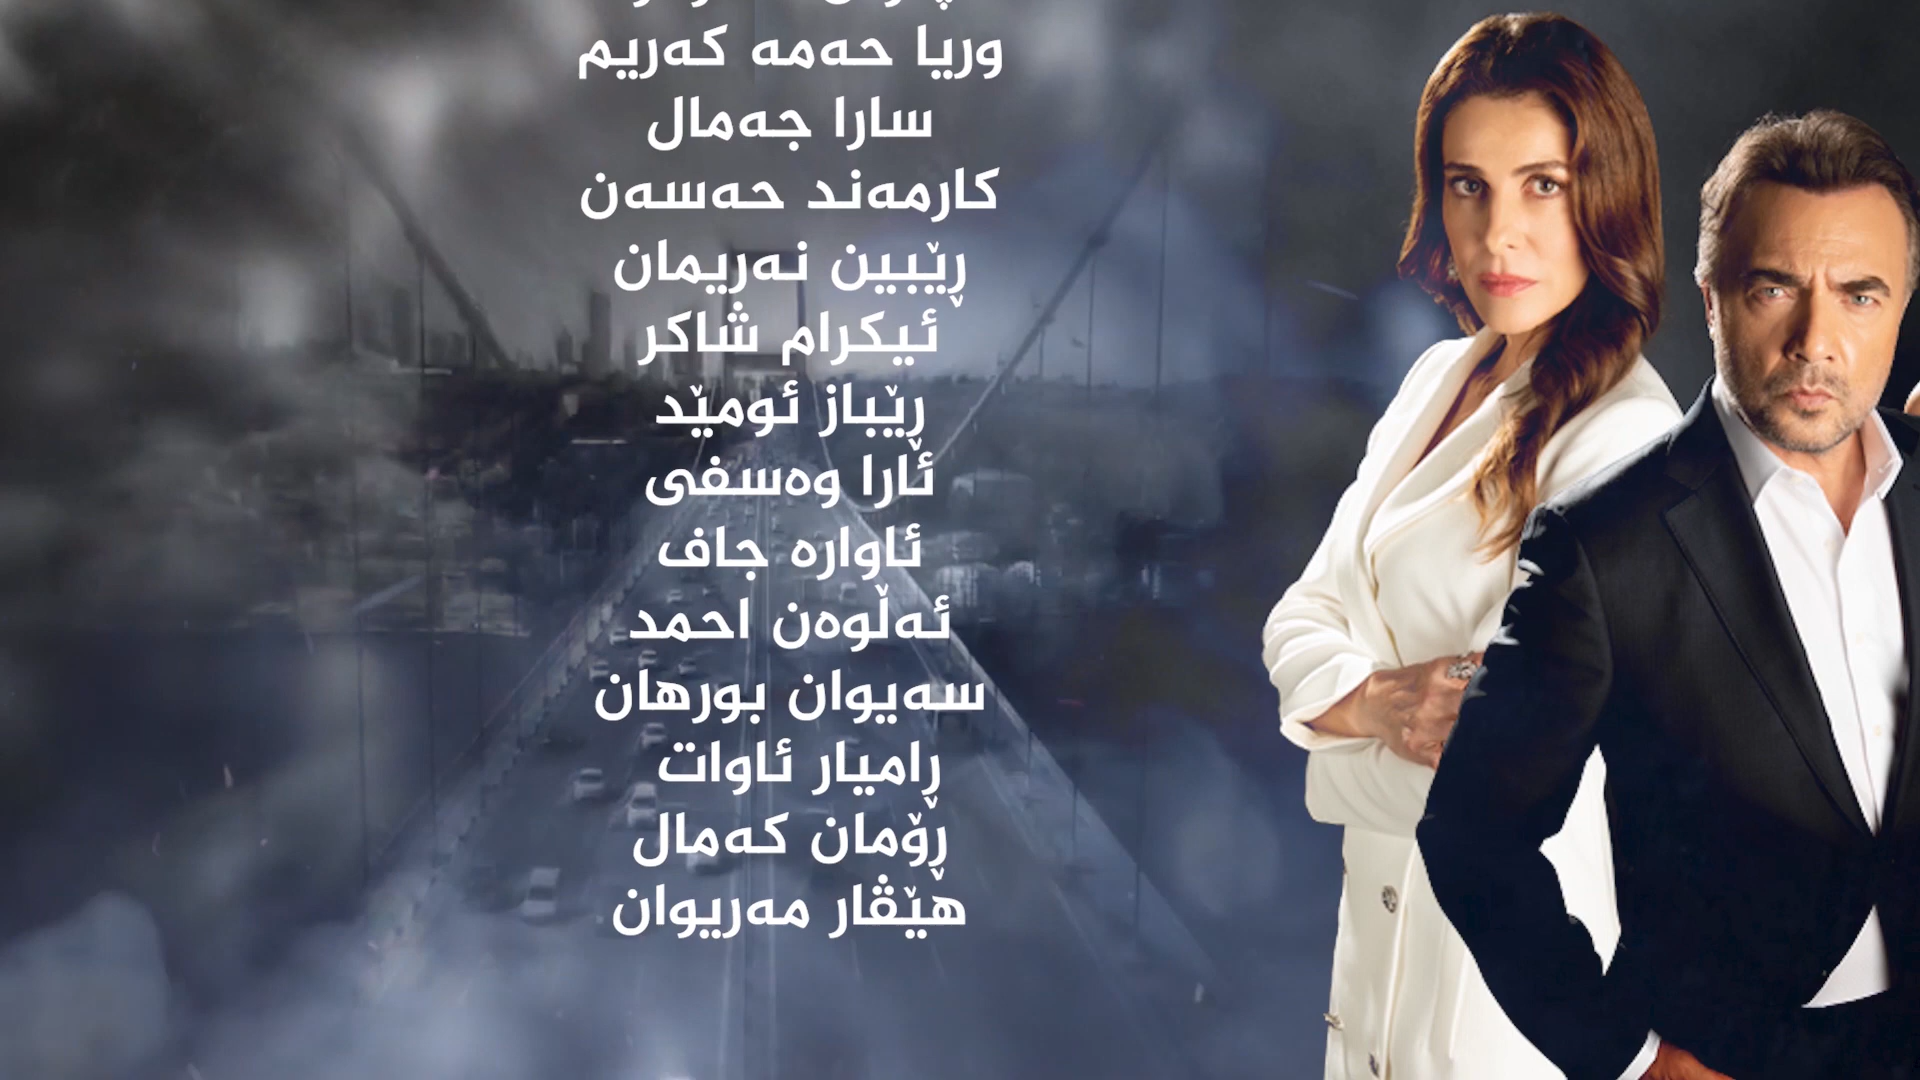 وریا حەمە کەریم
سارا جەمال
کارمەند حەسەن
ڕێبین نەریمان
ئیکرام شاکر
ڕێباز ئومێد
ئارا وەسفی
ئاوارە جاف
ئەڵوەن احمد
سەیوان بورهان
ڕامیار ئاوات
ڕۆمان کەمال
هێڤار مەریوان